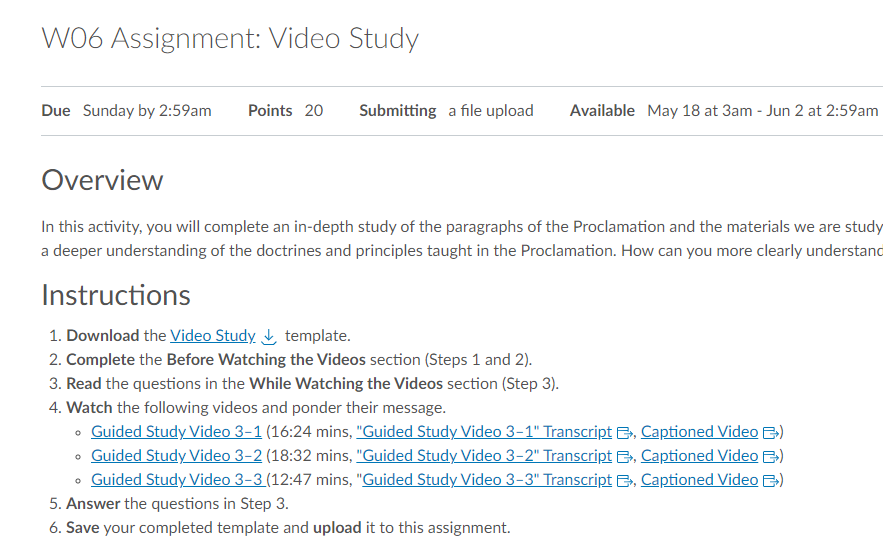 W06 Assignment: Video Study
Due Sunday by 2:59am Points 20 Submitting a file upload Available May 18 at 3am - Jun 2 at 2:59am
Overview
In this activity, you will complete an in-depth study of the paragraphs of the Proclamation and the materials we are study
a deeper understanding of the doctrines and principles taught in the Proclamation. How can you more clearly understand
Instructions
1. Download the Video Study template.
2. Complete the Before Watching the Videos section (Steps 1 and 2).
3. Read the questions in the While Watching the Videos section (Step 3).
4. Watch the following videos and ponder their message.
◦ Guided Study Video 3–1 (16:24 mins, "Guided Study Video 3–1" Transcript, Captioned Video)
◦ Guided Study Video 3–2 (18:32 mins, "Guided Study Video 3–2" Transcript, Captioned Video)
◦ Guided Study Video 3–3 (12:47 mins, "Guided Study Video 3–3" Transcript, Captioned Video)
5. Answer the questions in Step 3.
6. Save your completed template and upload it to this assignment.